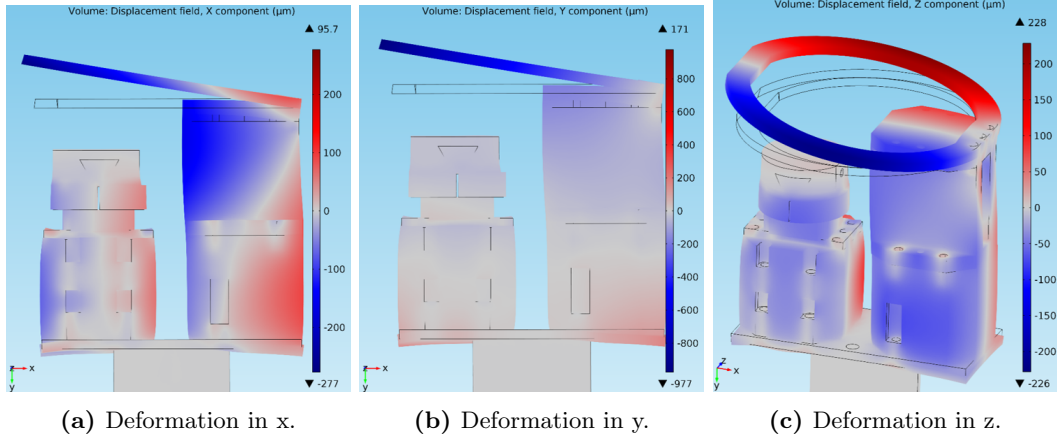 Volume: Displacement field, X component (µm)
▲ 95.7
200
100
0
-100
-200
▼ -277
z x
y
(a) Deformation in x.
Volume: Displacement field, Y component (µm)
▲ 171
800
600
400
200
0
-200
-400
-600
-800
▼ -977
z x
y
(b) Deformation in y.
Volume: Displacement field, Z component (µm)
▲ 228
200
150
100
50
0
-50
-100
-150
-200
▼ -226
z
x
y
(c) Deformation in z.